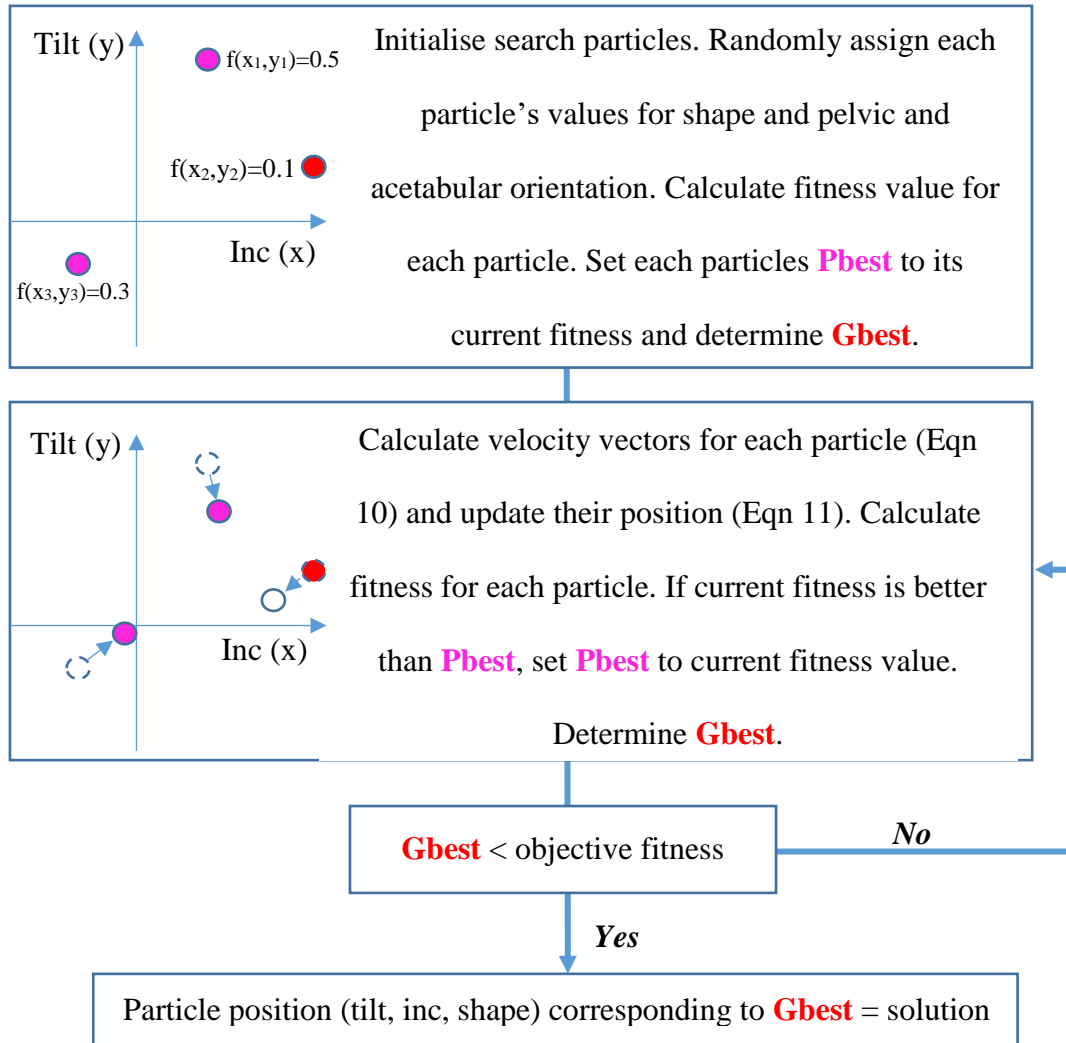 Tilt (y)
f(x₁,y₁)=0.5
f(x₂,y₂)=0.1
Inc (x)
f(x₃,y₃)=0.3
Initialise search particles. Randomly assign each
particle’s values for shape and pelvic and
acetabular orientation. Calculate fitness value for
each particle. Set each particles Pbest to its
current fitness and determine Gbest.
Tilt (y)
Inc (x)
Calculate velocity vectors for each particle (Eqn
10) and update their position (Eqn 11). Calculate
fitness for each particle. If current fitness is better
than Pbest, set Pbest to current fitness value.
Determine Gbest.
Gbest < objective fitness
No
Yes
Particle position (tilt, inc, shape) corresponding to Gbest = solution